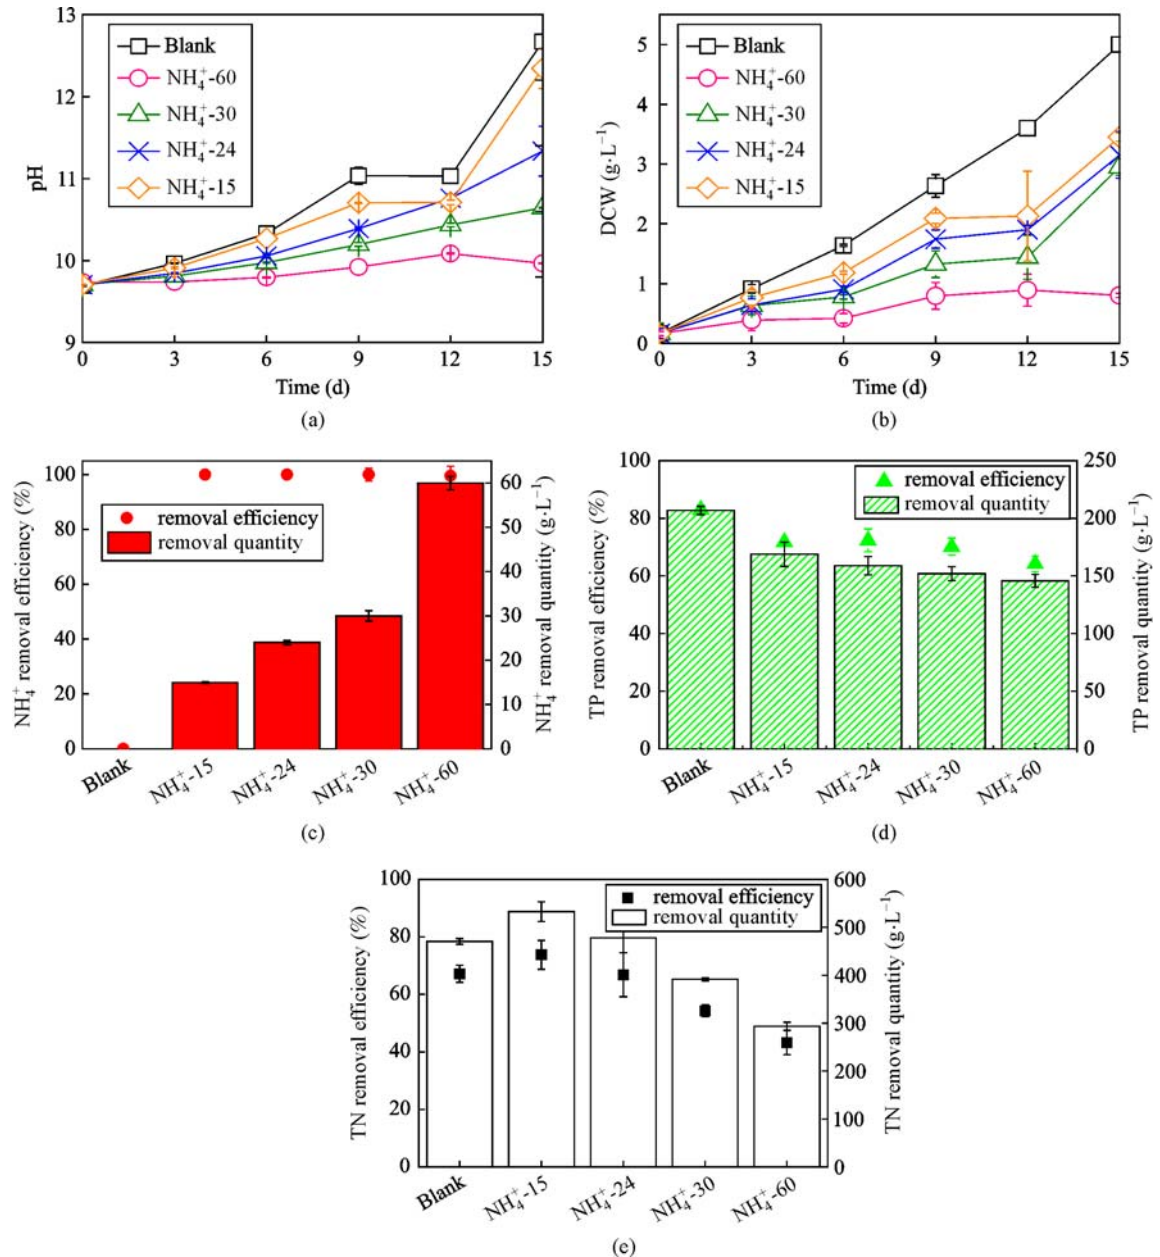 13
12
11
10
9
pH
Blank
NH₄⁺-60
NH₄⁺-30
NH₄⁺-24
NH₄⁺-15
0 3 6 9 12 15
Time (d)
(a)
5
4
3
2
1
0
DCW (g·L⁻¹)
Blank
NH₄⁺-60
NH₄⁺-30
NH₄⁺-24
NH₄⁺-15
0 3 6 9 12 15
Time (d)
(b)
100
80
60
40
20
0
NH₄⁺ removal efficiency (%)
removal efficiency
removal quantity
60
50
40
30
20
10
0
NH₄⁺ removal quantity (g·L⁻¹)
Blank NH₄⁺-15 NH₄⁺-24 NH₄⁺-30 NH₄⁺-60
(c)
100
80
60
40
20
0
TP removal efficiency (%)
removal efficiency
removal quantity
250
200
150
100
50
0
TP removal quantity (g·L⁻¹)
Blank NH₄⁺-15 NH₄⁺-24 NH₄⁺-30 NH₄⁺-60
(d)
100
80
60
40
20
0
TN removal efficiency (%)
removal efficiency
removal quantity
600
500
400
300
200
100
0
TN removal quantity (g·L⁻¹)
Blank NH₄⁺-15 NH₄⁺-24 NH₄⁺-30 NH₄⁺-60
(e)